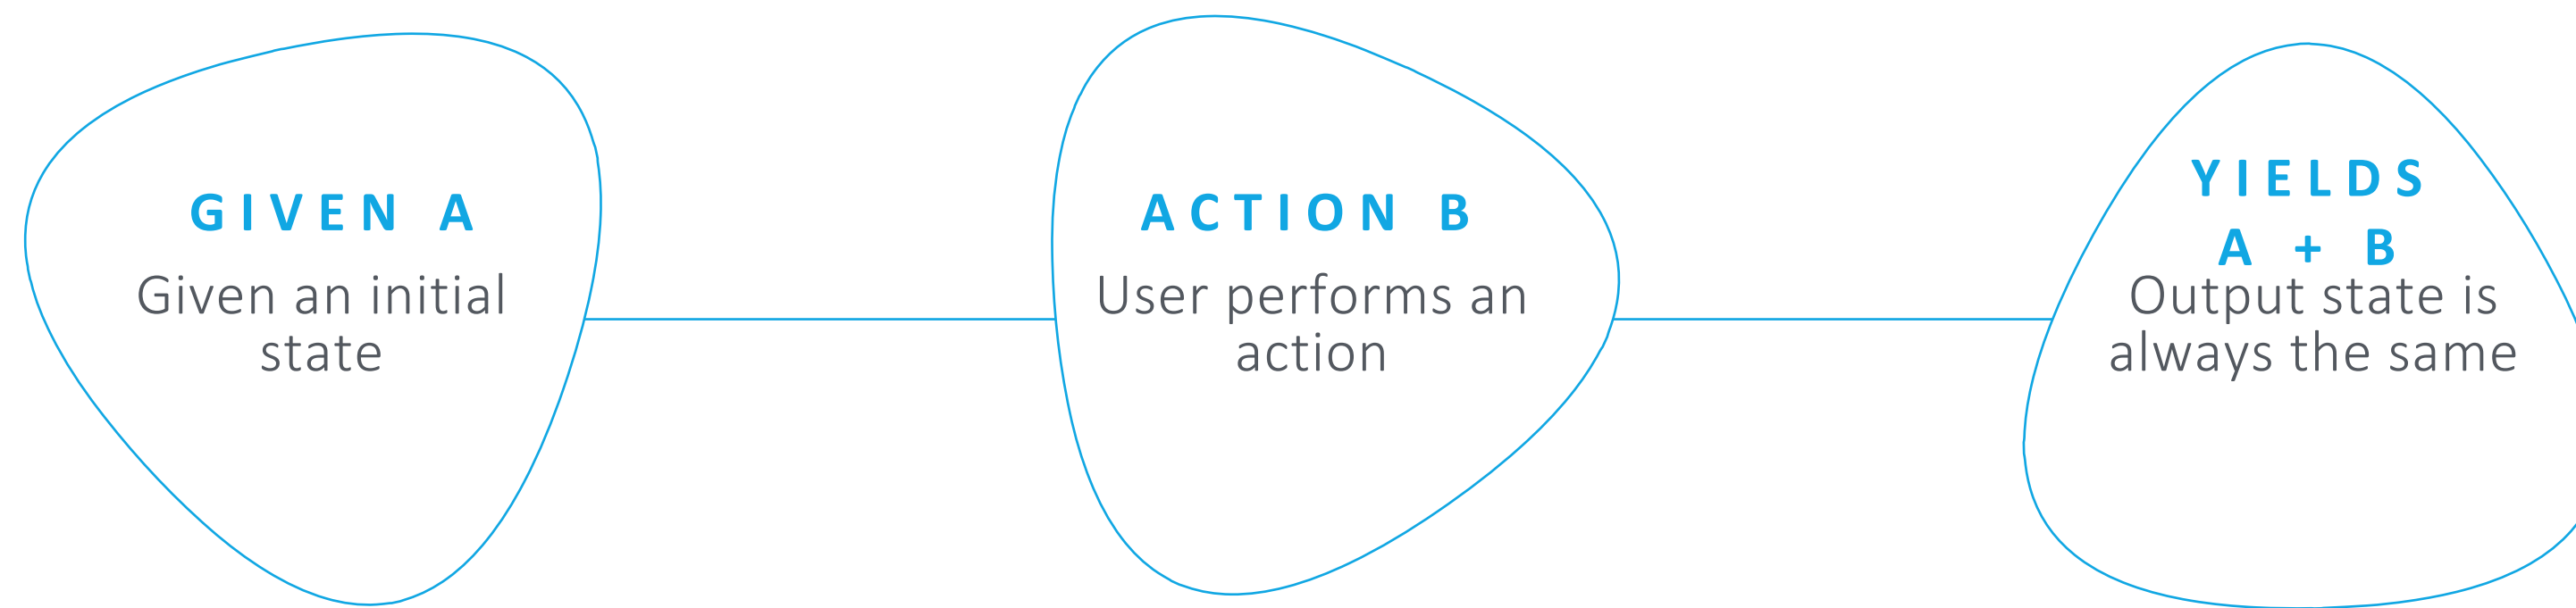 GIVEN A
Given an initial
state
ACTION B
User performs an
action
YIELDS
A + B
Output state is
always the same